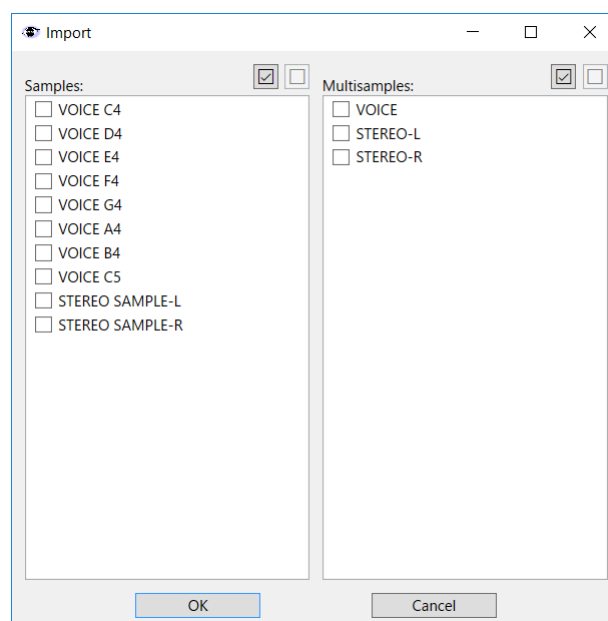 Import
Samples:
VOICE C4
VOICE D4
VOICE E4
VOICE F4
VOICE G4
VOICE A4
VOICE B4
VOICE C5
STEREO SAMPLE-L
STEREO SAMPLE-R
Multisamples:
VOICE
STEREO-L
STEREO-R
OK
Cancel